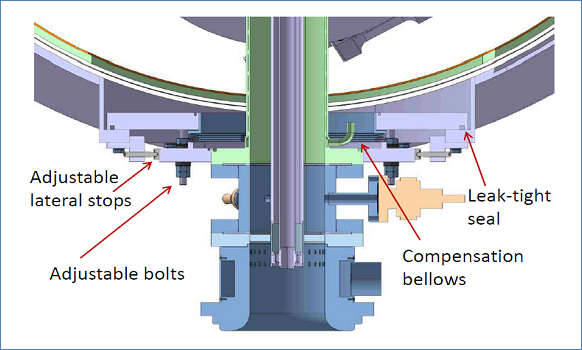 Adjustable
lateral stops
Adjustable bolts
Leak-tight
seal
Compensation
bellows